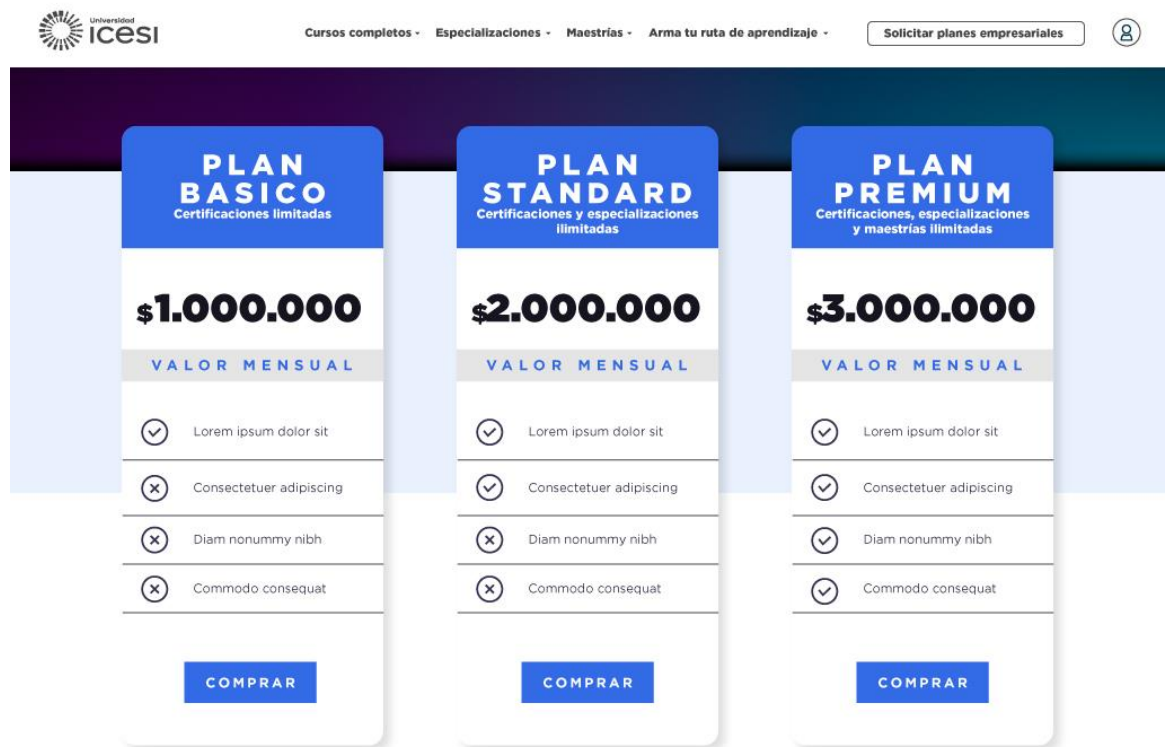 Universidad
icesi
Cursos completos - Especializaciones - Maestrías - Arma tu ruta de aprendizaje - Solicitar planes empresariales
PLAN
BASICO
Certificaciones limitadas
$1.000.000
VALOR MENSUAL
Lorem ipsum dolor sit
Consectetuer adipiscing
Diam nonummy nibh
Commodo consequat
COMPRAR
PLAN
STANDARD
Certificaciones y especializaciones
ilimitadas
$2.000.000
VALOR MENSUAL
Lorem ipsum dolor sit
Consectetuer adipiscing
Diam nonummy nibh
Commodo consequat
COMPRAR
PLAN
PREMIUM
Certificaciones, especializaciones
y maestrías ilimitadas
$3.000.000
VALOR MENSUAL
Lorem ipsum dolor sit
Consectetuer adipiscing
Diam nonummy nibh
Commodo consequat
COMPRAR